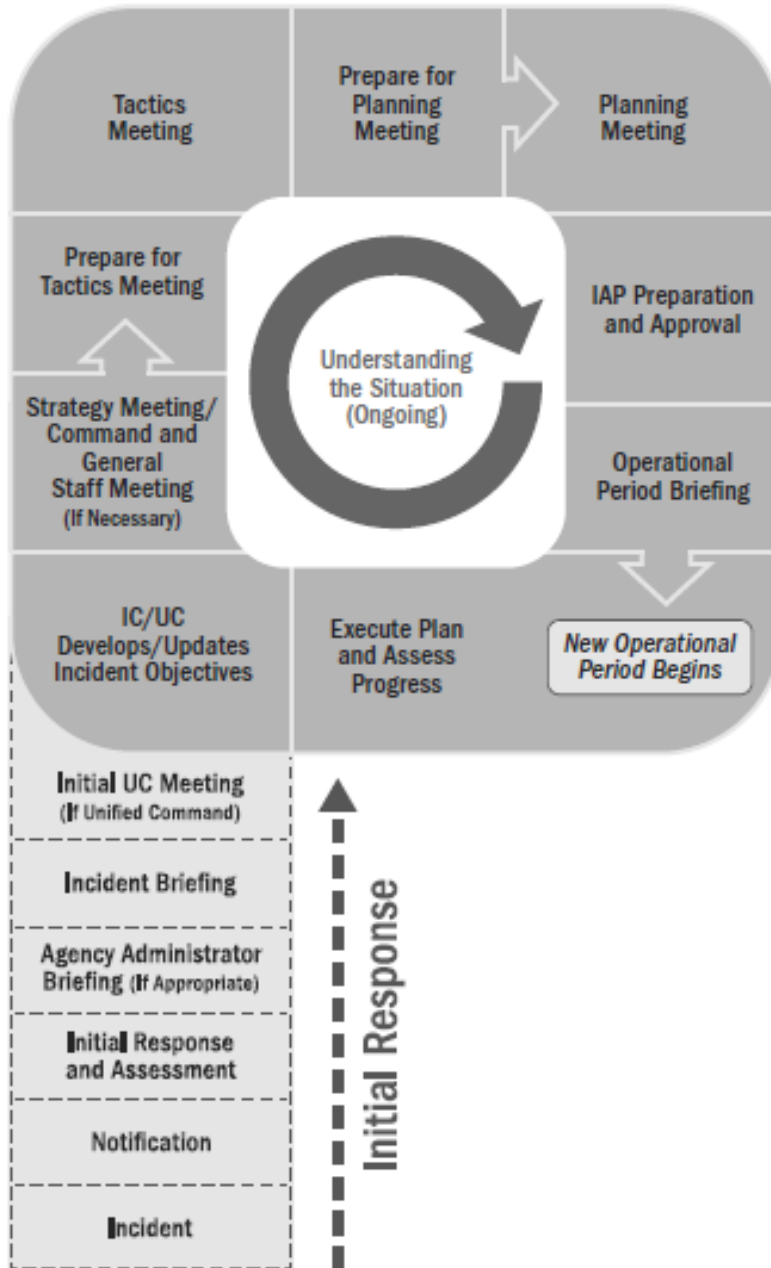 Tactics
Meeting
Prepare for
Planning
Meeting
Planning
Meeting
Prepare for
Tactics Meeting
IAP Preparation
and Approval
Understanding
the Situation
(Ongoing)
Strategy Meeting/
Command and
General
Staff Meeting
(If Necessary)
Operational
Period Briefing
IC/UC
Develops/Updates
Incident Objectives
Execute Plan
and Assess
Progress
New Operational
Period Begins
Initial UC Meeting
(If Unified Command)
Incident Briefing
Agency Administrator
Briefing (If Appropriate)
Initial Response
and Assessment
Notification
Incident
Initial Response